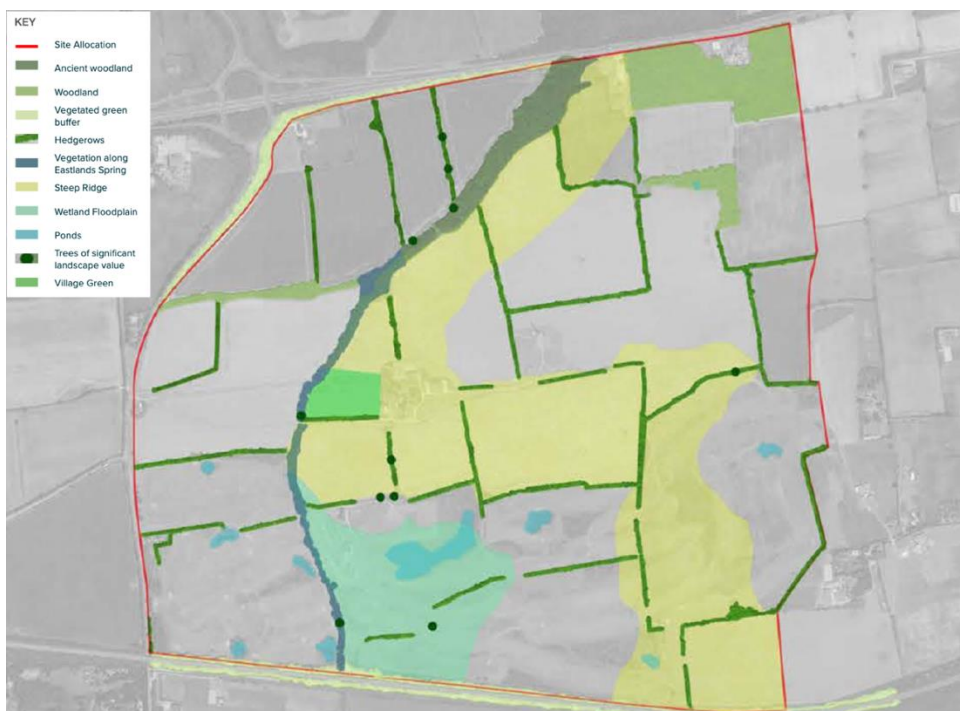 KEY
Site Allocation
Ancient woodland
Woodland
Vegetated green
buffer
Hedgerows
Vegetation along
Eastlands Spring
Steep Ridge
Wetland Floodplain
Ponds
Trees of significant
landscape value
Village Green